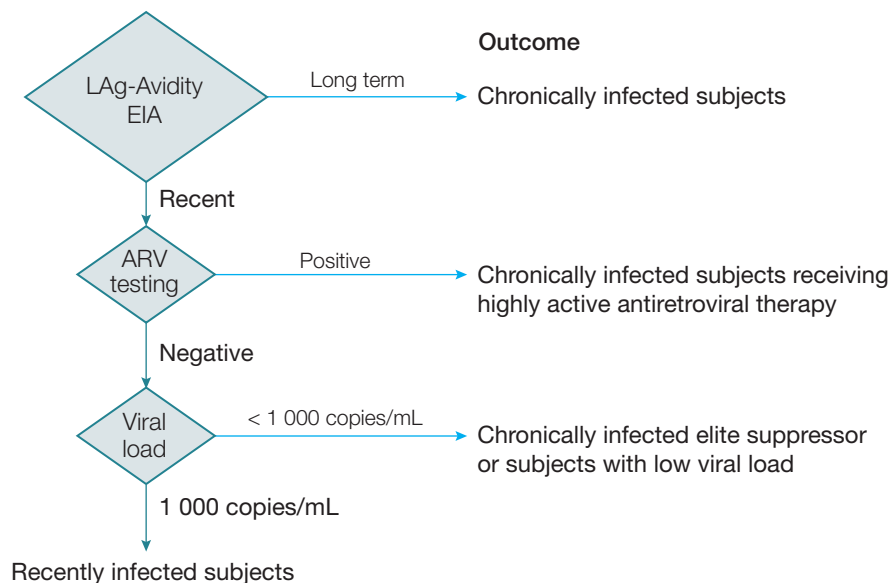 Outcome
LAg-Avidity
EIA
Long term
Chronically infected subjects
Recent
ARV
testing
Positive
Chronically infected subjects receiving
highly active antiretroviral therapy
Negative
Viral
load
< 1 000 copies/mL
Chronically infected elite suppressor
or subjects with low viral load
1 000 copies/mL
Recently infected subjects